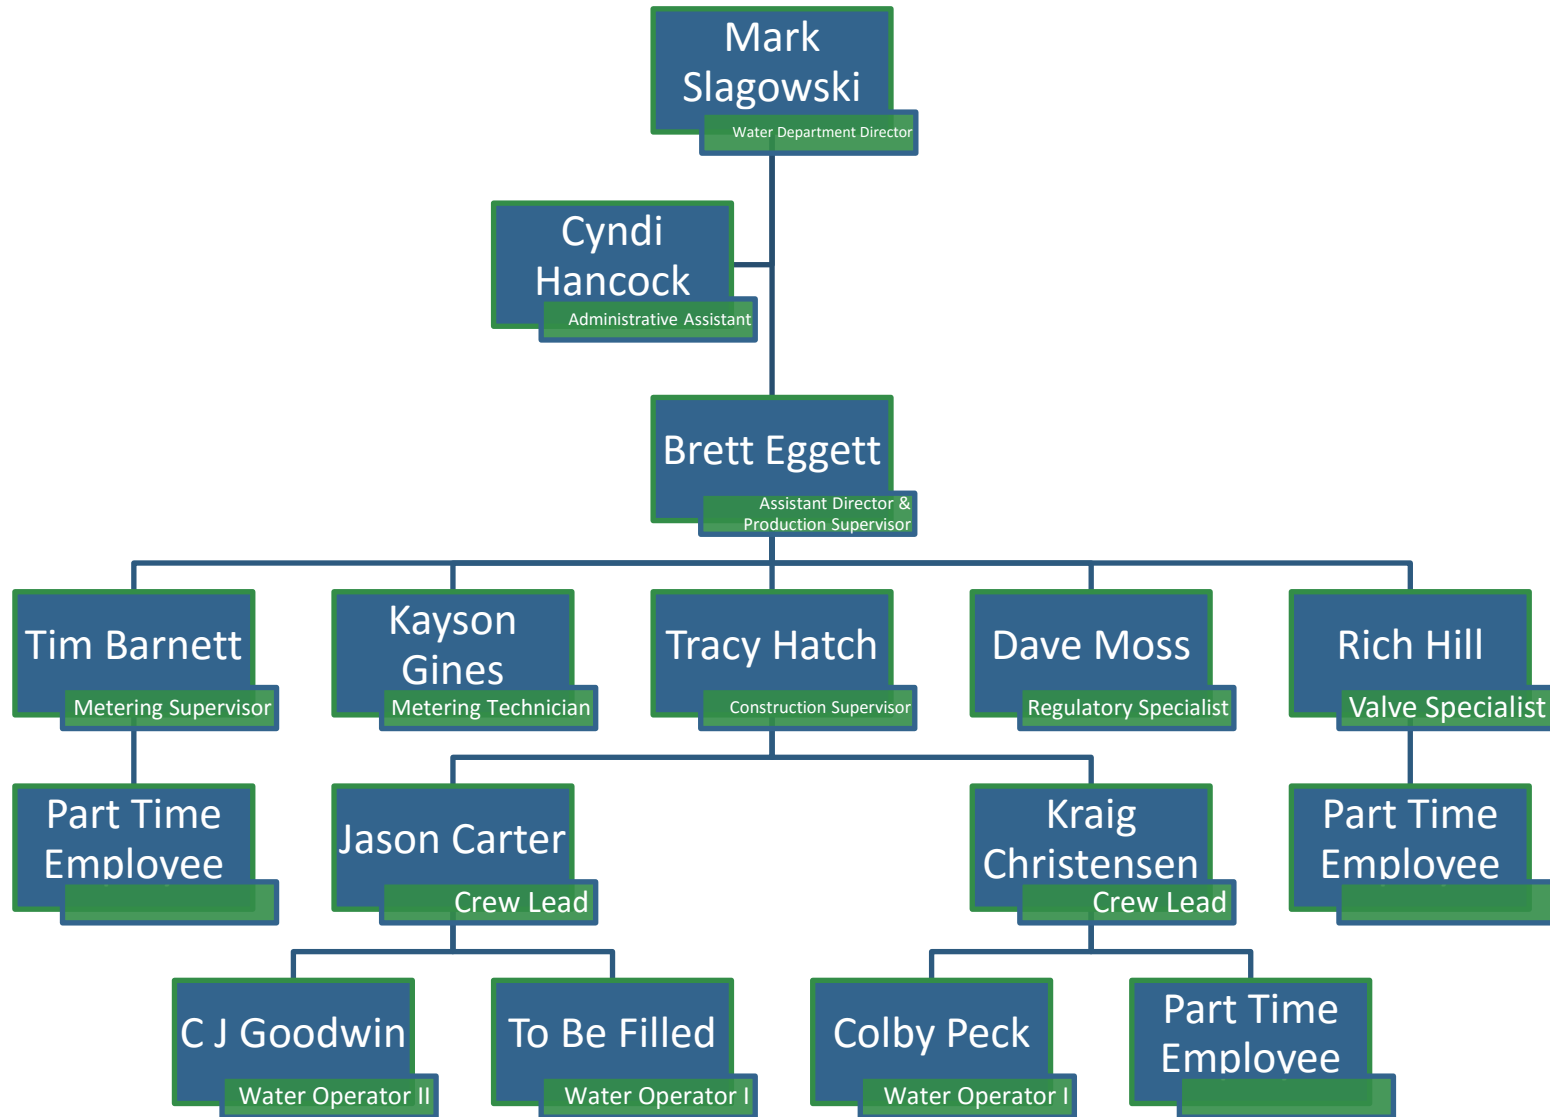 Mark
Slagowski
Water Department Director
Cyndi
Hancock
Administrative Assistant
Brett Eggett
Assistant Director &
Production Supervisor
Tim Barnett
Metering Supervisor
Kayson
Gines
Metering Technician
Tracy Hatch
Construction Supervisor
Dave Moss
Regulatory Specialist
Rich Hill
Valve Specialist
Part Time
Employee
Jason Carter
Crew Lead
Kraig
Christensen
Crew Lead
Part Time
Employee
C J Goodwin
Water Operator II
To Be Filled
Water Operator I
Colby Peck
Water Operator I
Part Time
Employee